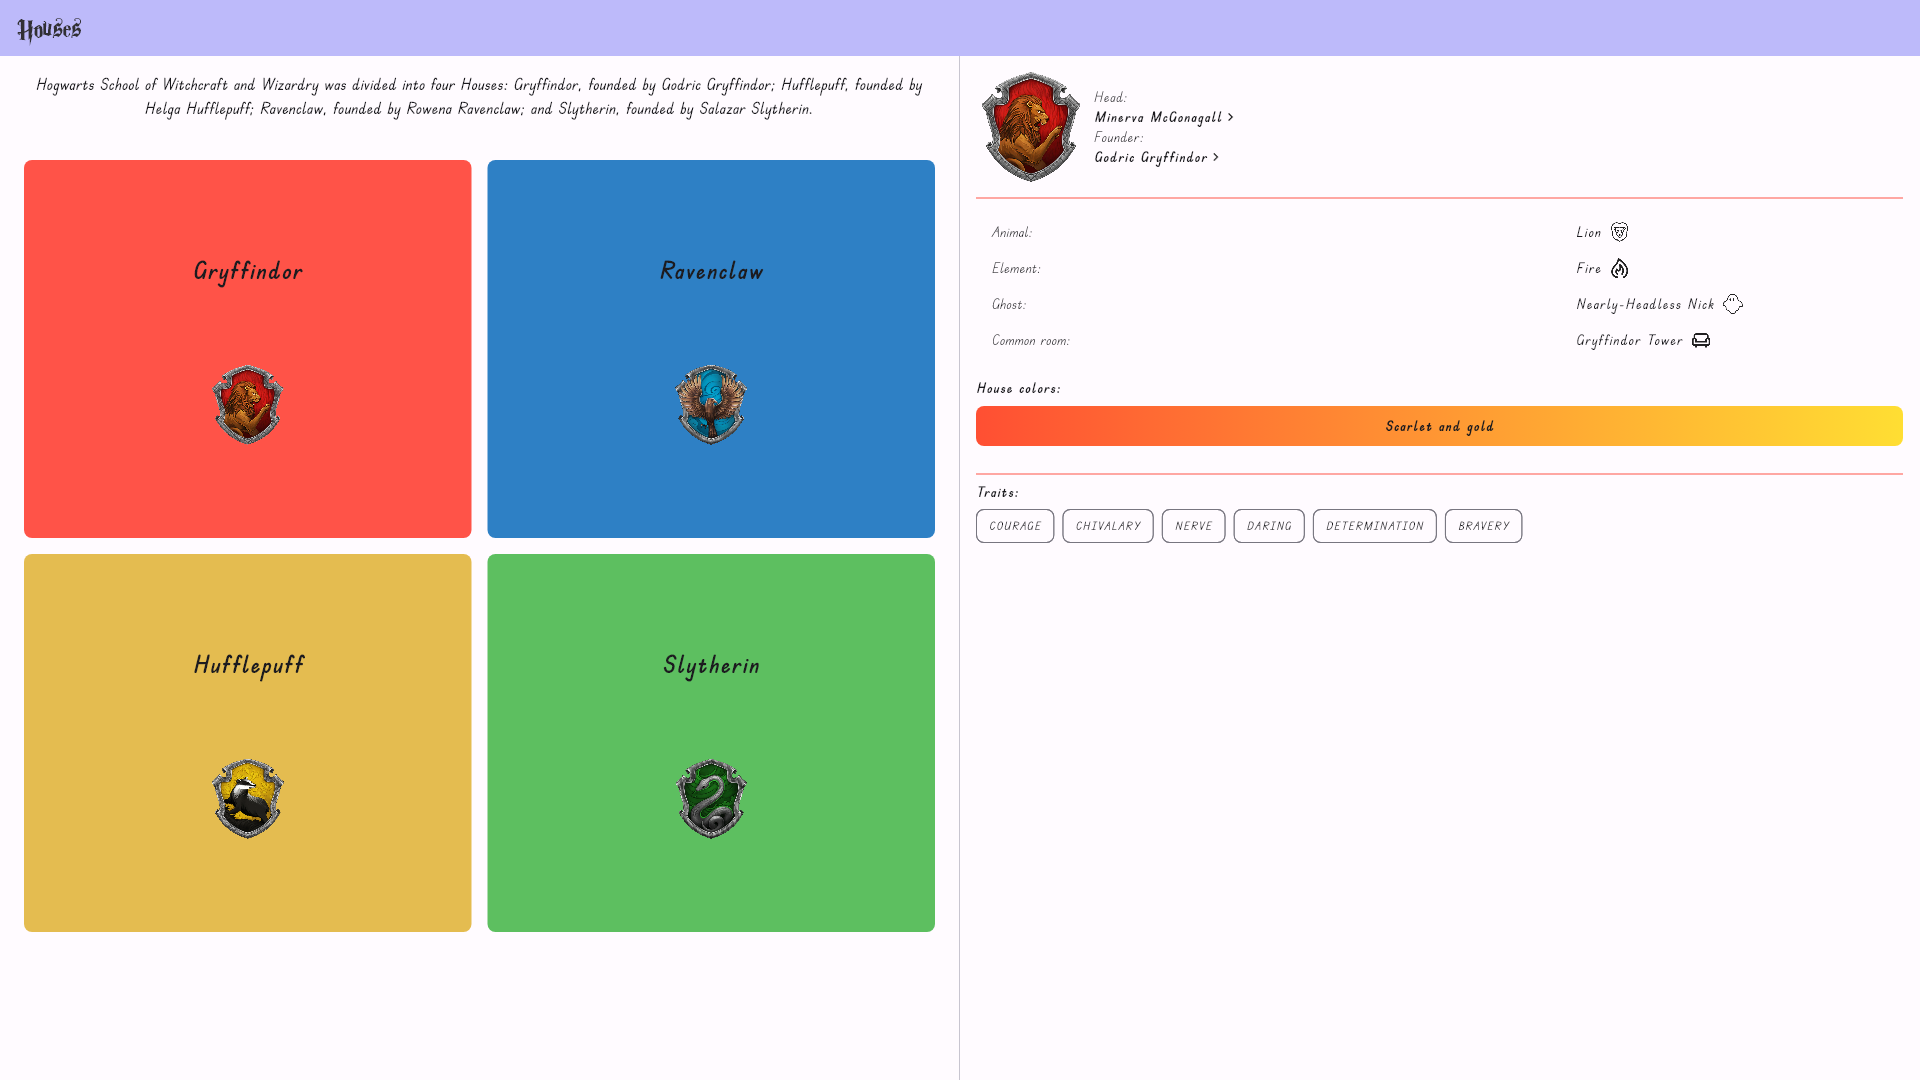 Houses
Hogwarts School of Witchcraft and Wizardry was divided into four Houses: Gryffindor, founded by Godric Gryffindor; Hufflepuff, founded by
Helga Hufflepuff; Ravenclaw, founded by Rowena Ravenclaw; and Slytherin, founded by Salazar Slytherin.
Gryffindor
Ravenclaw
Hufflepuff
Slytherin
Head:
Minerva McGonagall >
Founder:
Godric Gryffindor >
Animal: Lion
Element: Fire
Ghost: Nearly-Headless Nick
Common room: Gryffindor Tower
House colors:
Scarlet and gold
Traits:
COURAGE CHIVALARY NERVE DARING DETERMINATION BRAVERY